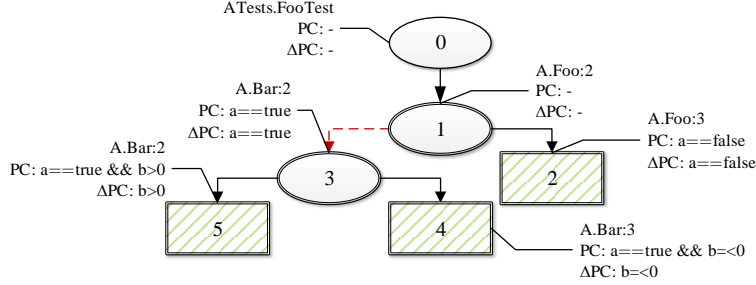 ATests.FooTest
PC: -
ΔPC: -
0
A.Foo:2
PC: -
ΔPC: -
1
A.Bar:2
PC: a==true
ΔPC: a==true
A.Foo:3
PC: a==false
ΔPC: a==false
2
A.Bar:2
PC: a==true && b>0
ΔPC: b>0
3
5
4
A.Bar:3
PC: a==true && b=<0
ΔPC: b=<0